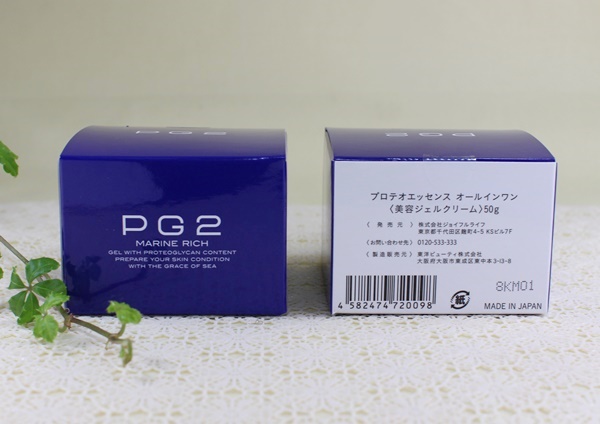 PG2
PG2
MARINE RICH
GEL WITH PROTEOGLYCAN CONTENT
PREPARE YOUR SKIN CONDITION
WITH THE GRACE OF SEA
PG2
プロテオエッセンス オールインワン
〈美容ジェルクリーム〉50g
〈発売元〉 株式会社ジョイフルライフ
東京都千代田区麹町4-5 KSビル7F
〈お問い合わせ先〉 0120-533-333
〈製造販売元〉 東洋ビューティ株式会社
大阪府大阪市東成区東中本3-13-8
4 582474 720098
紙
8KM01
MADE IN JAPAN